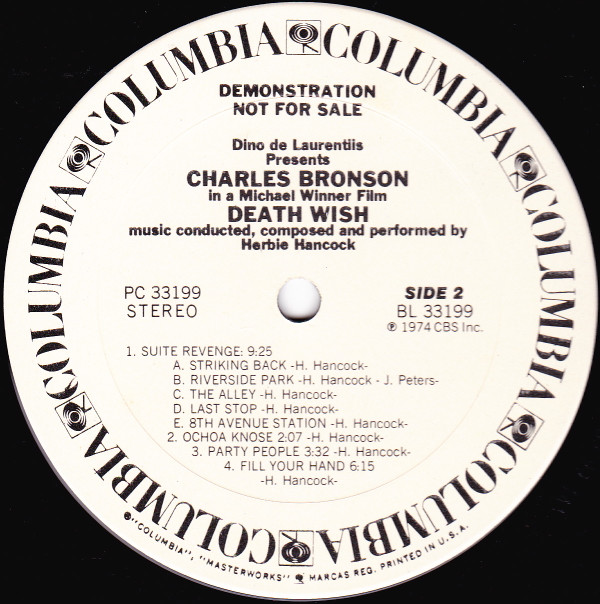 COLUMBIA COLUMBIA COLUMBIA COLUMBIA COLUMBIA COLUMBIA COLUMBIA COLUMBIA
DEMONSTRATION
NOT FOR SALE
Dino de Laurentiis
Presents
CHARLES BRONSON
in a Michael Winner Film
DEATH WISH
music conducted, composed and performed by
Herbie Hancock
PC 33199 SIDE 2
STEREO BL 33199
℗ 1974 CBS Inc.
1. SUITE REVENGE: 9:25
A. STRIKING BACK -H. Hancock-
B. RIVERSIDE PARK -H. Hancock - J. Peters-
C. THE ALLEY -H. Hancock-
D. LAST STOP -H. Hancock-
E. 8TH AVENUE STATION -H. Hancock-
2. OCHOA KNOSE 2:07 -H. Hancock-
3. PARTY PEOPLE 3:32 -H. Hancock-
4. FILL YOUR HAND 6:15
-H. Hancock-
®"COLUMBIA", "MASTERWORKS" MARCAS REG. PRINTED IN U.S.A.